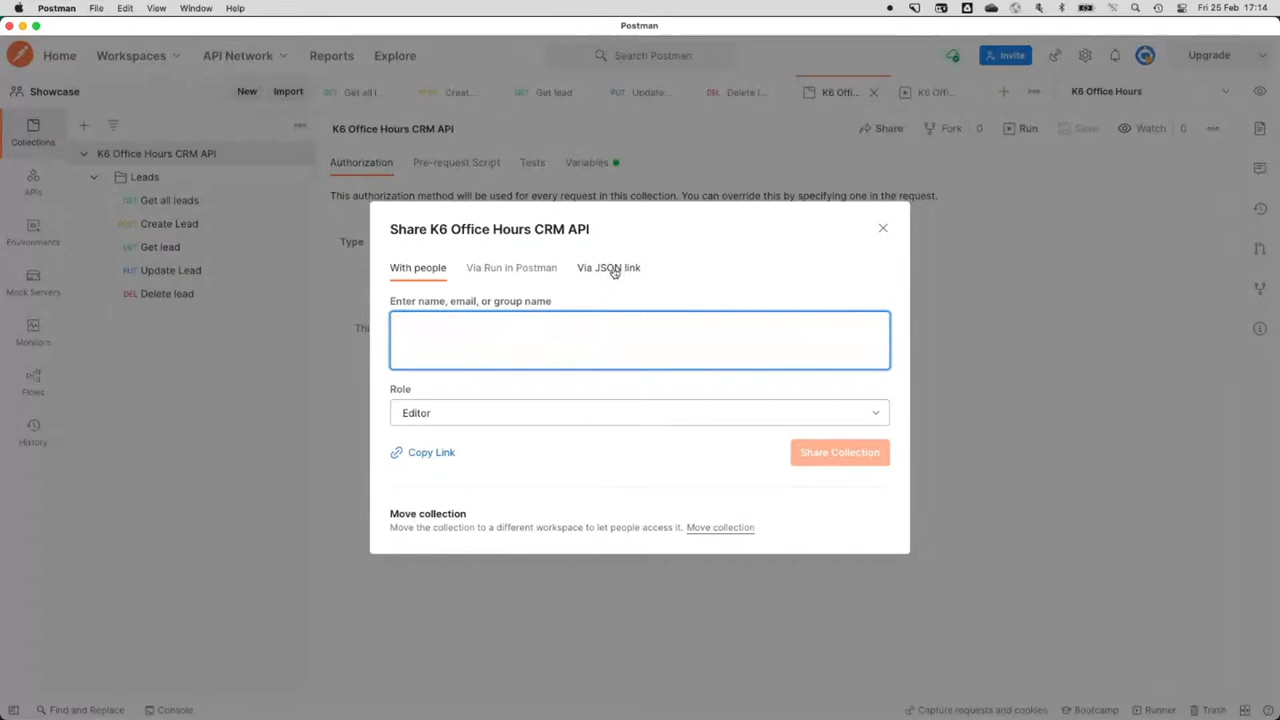 Postman File Edit View Window Help
Fri 25 Feb 17:14
Postman
Home Workspaces API Network Reports Explore
Search Postman
Invite
Upgrade
Showcase
New Import
GET Get all l...
POST Creat...
GET Get lead
PUT Update...
DEL Delete l...
K6 Offi...
K6 Offi...
K6 Office Hours
Collections
APIs
Environments
Mock Servers
Monitors
Flows
History
K6 Office Hours CRM API
Leads
GET Get all leads
POST Create Lead
GET Get lead
PUT Update Lead
DEL Delete lead
K6 Office Hours CRM API
Share Fork 0 Run Save Watch 0
Authorization Pre-request Script Tests Variables
This authorization method will be used for every request in this collection. You can override this by specifying one in the request.
Type
Share K6 Office Hours CRM API
With people Via Run in Postman Via JSON link
Enter name, email, or group name
Role
Editor
Copy Link
Share Collection
Move collection
Move the collection to a different workspace to let people access it. Move collection
Find and Replace Console
Capture requests and cookies Bootcamp Runner Trash